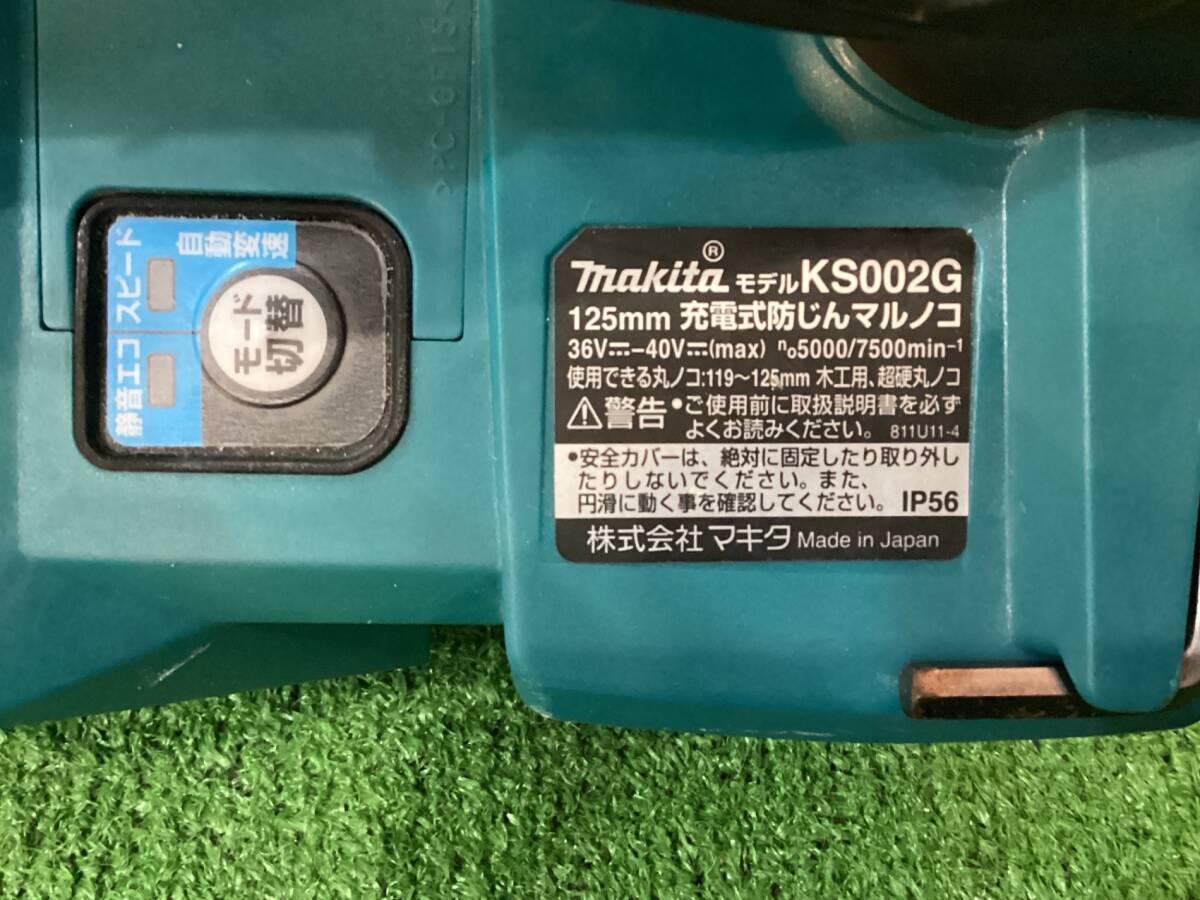 自動変速
スピード
静音エコ
モード
切替
makita® モデルKS002G
125mm 充電式防じんマルノコ
36V⎓-40V⎓(max) n₀5000/7500min⁻¹
使用できる丸ノコ:119〜125mm 木工用、超硬丸ノコ
⚠警告 •ご使用前に取扱説明書を必ず
よくお読みください。 811U11-4
•安全カバーは、絶対に固定したり取り外し
たりしないでください。また、
円滑に動く事を確認してください。 IP56
株式会社 マキタ Made in Japan